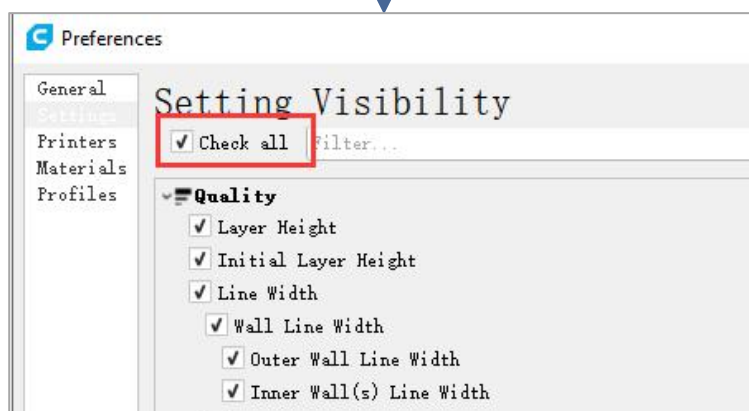 Preferences
General
Settings
Printers
Materials
Profiles
Setting Visibility
Check all
Filter...
Quality
Layer Height
Initial Layer Height
Line Width
Wall Line Width
Outer Wall Line Width
Inner Wall(s) Line Width